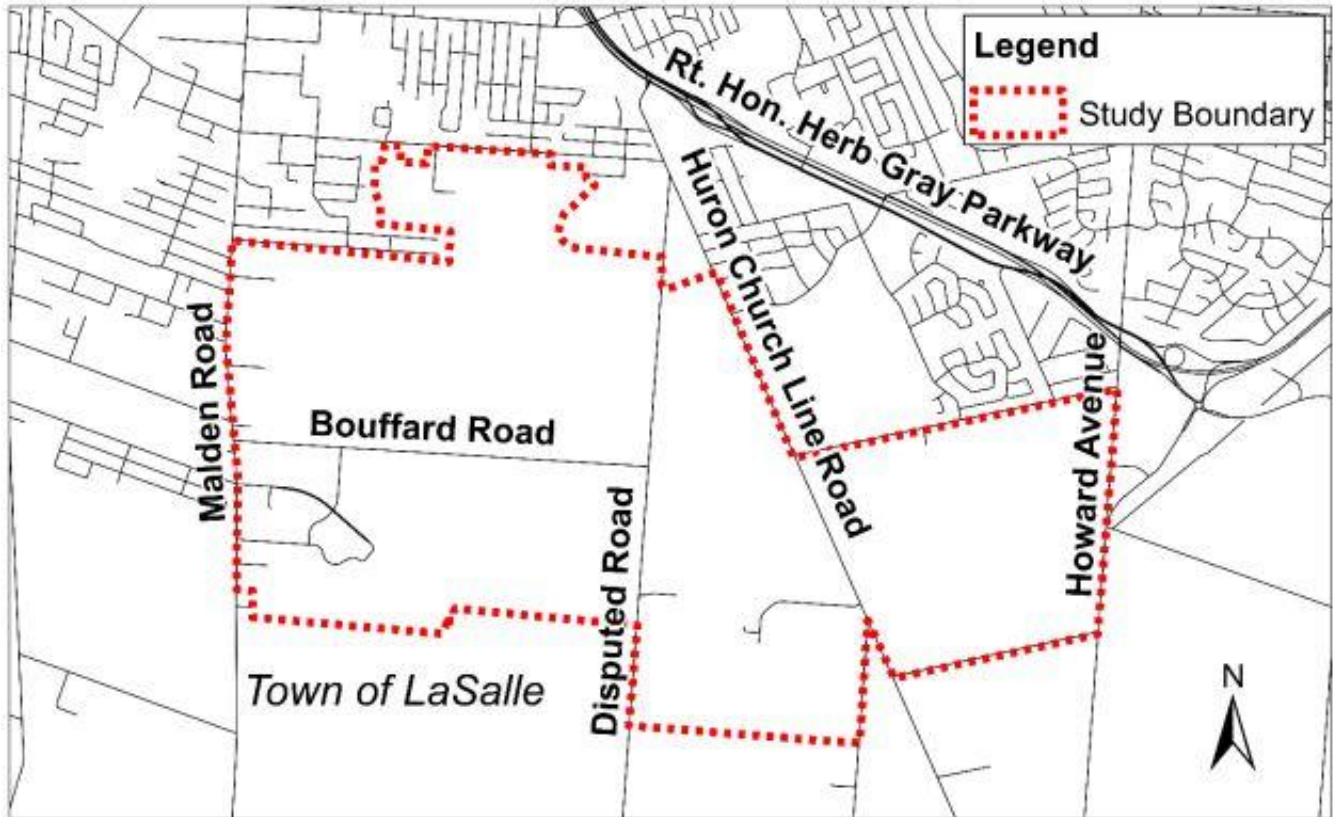 Legend
Study Boundary
Rt. Hon. Herb Gray Parkway
Huron Church Line Road
Malden Road
Bouffard Road
Howard Avenue
Disputed Road
Town of LaSalle
N